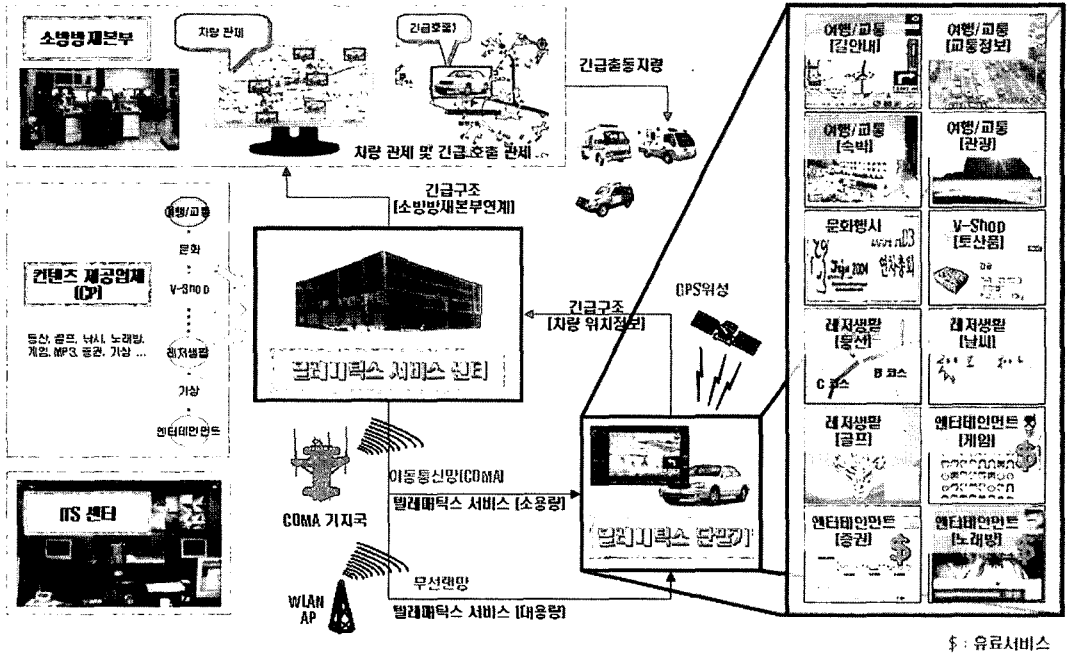 소방방재본부
차량 관제
긴급호출!
차량 관제 및 긴급 호출 관제
긴급출동지령
긴급구조
[소방방재본부연계]
컨텐츠 제공업체
[CP]
등산, 골프, 낚시, 노래방,
게임, MP3, 증권, 기상 ...
여행/교통
문화
V-Shop
레저생활
기상
엔터테인먼트
텔레매틱스 서비스 센터
긴급구조
[차량 위치정보]
GPS위성
ITS 센터
CDMA 기지국
이동통신망(CDMA)
텔레매틱스 서비스 [소용량]
텔레매틱스 단말기
WLAN
AP
무선랜망
텔레매틱스 서비스 [대용량]
여행/교통
[길안내]
여행/교통
[교통정보]
여행/교통
[숙박]
여행/교통
[관광]
문화행사
Jeju 2004
연차총회
V-Shop
[토산품]
레저생활
[등산]
C 코스
B 코스
레저생활
[날씨]
레저생활
[골프]
엔터테인먼트
[게임]
$
엔터테인먼트
[증권]
$
엔터테인먼트
[노래방]
$
$ : 유료서비스